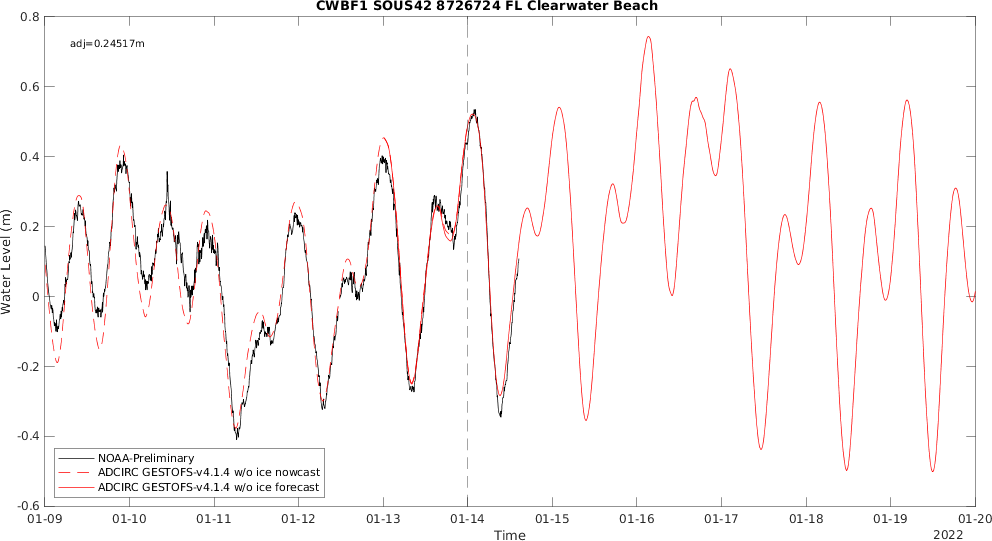 CWBF1 SOUS42 8726724 FL Clearwater Beach
adj=0.24517m
Water Level (m)
0.8
0.6
0.4
0.2
0
-0.2
-0.4
-0.6
NOAA-Preliminary
ADCIRC GESTOFS-v4.1.4 w/o ice nowcast
ADCIRC GESTOFS-v4.1.4 w/o ice forecast
01-09 01-10 01-11 01-12 01-13 01-14 01-15 01-16 01-17 01-18 01-19 01-20
Time
2022